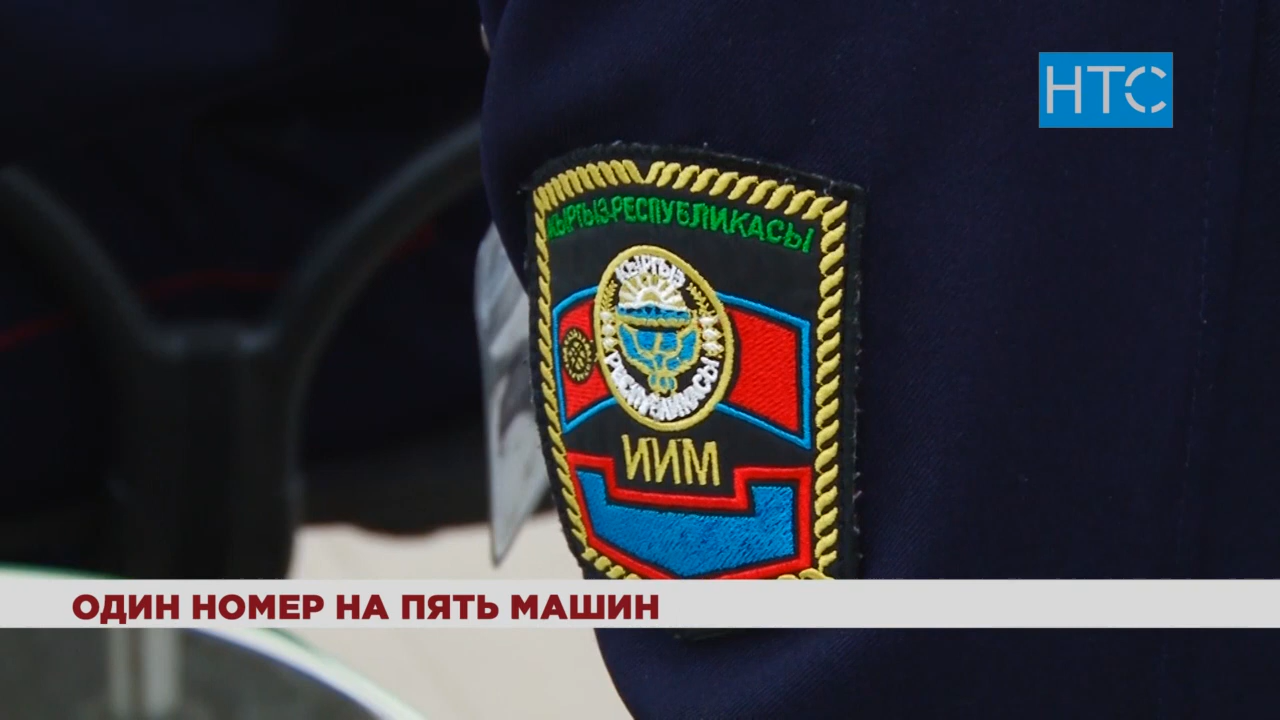 НТС
КЫРГЫЗ РЕСПУБЛИКАСЫ
КЫРГЫЗ
РЕСПУБЛИКАСЫ
ИИМ
ОДИН НОМЕР НА ПЯТЬ МАШИН